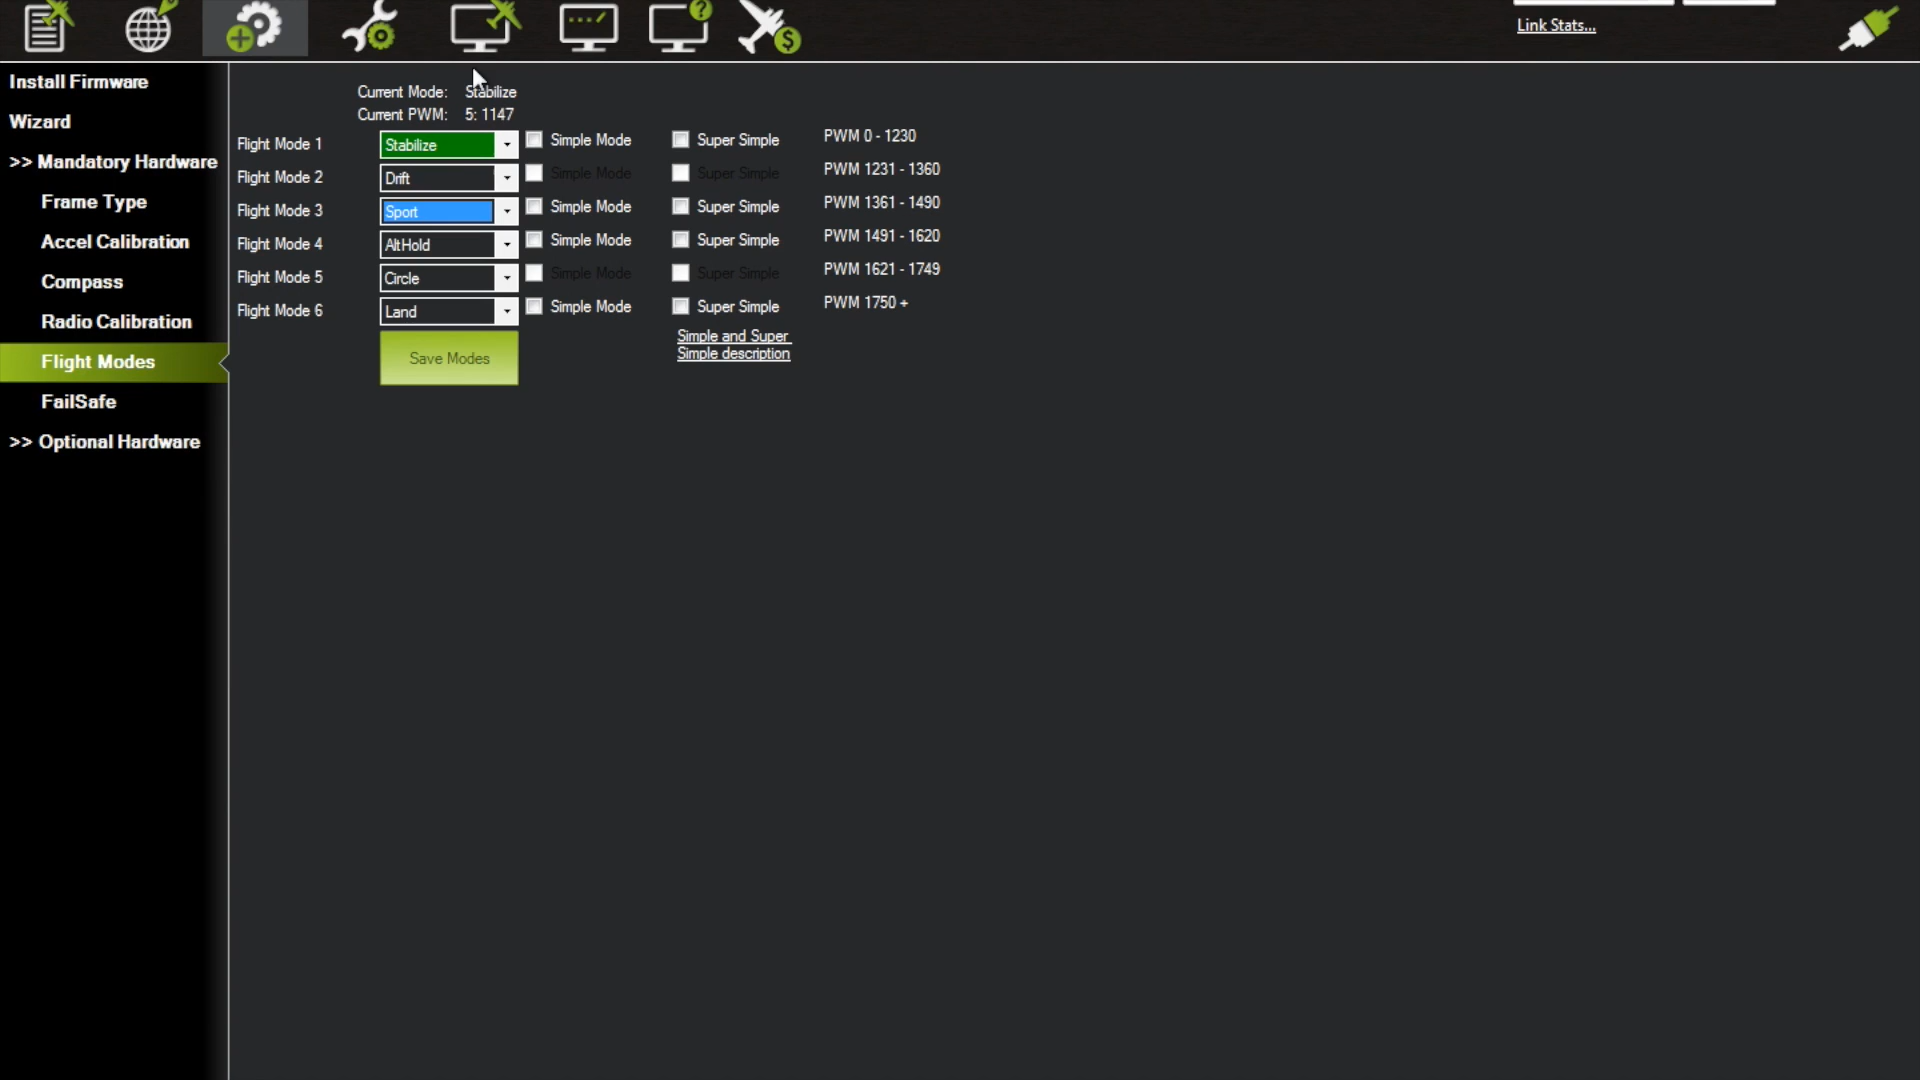 Link Stats...
Install Firmware
Wizard
>> Mandatory Hardware
Frame Type
Accel Calibration
Compass
Radio Calibration
Flight Modes
FailSafe
>> Optional Hardware
Current Mode: Stabilize
Current PWM: 5: 1147
Flight Mode 1 Stabilize Simple Mode Super Simple PWM 0 - 1230
Flight Mode 2 Drift Simple Mode Super Simple PWM 1231 - 1360
Flight Mode 3 Sport Simple Mode Super Simple PWM 1361 - 1490
Flight Mode 4 AltHold Simple Mode Super Simple PWM 1491 - 1620
Flight Mode 5 Circle Simple Mode Super Simple PWM 1621 - 1749
Flight Mode 6 Land Simple Mode Super Simple PWM 1750 +
Save Modes
Simple and Super
Simple description